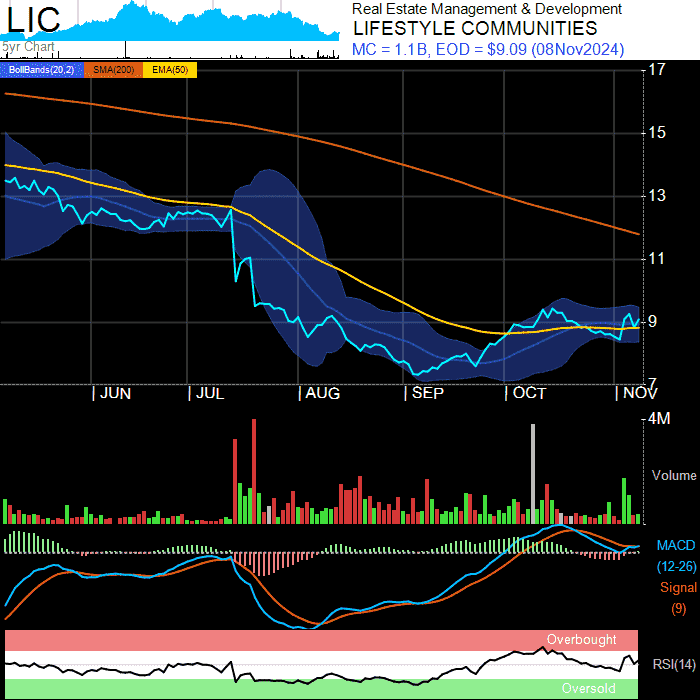 LIC
5yr Chart
Real Estate Management & Development
LIFESTYLE COMMUNITIES
MC = 1.1B, EOD = $9.09 (08Nov2024)
BollBands(20,2) SMA(200) EMA(50)
17
15
13
11
9
7
| JUN | JUL | AUG | SEP | OCT | NOV
4M
Volume
MACD
(12-26)
Signal
(9)
Overbought
RSI(14)
Oversold